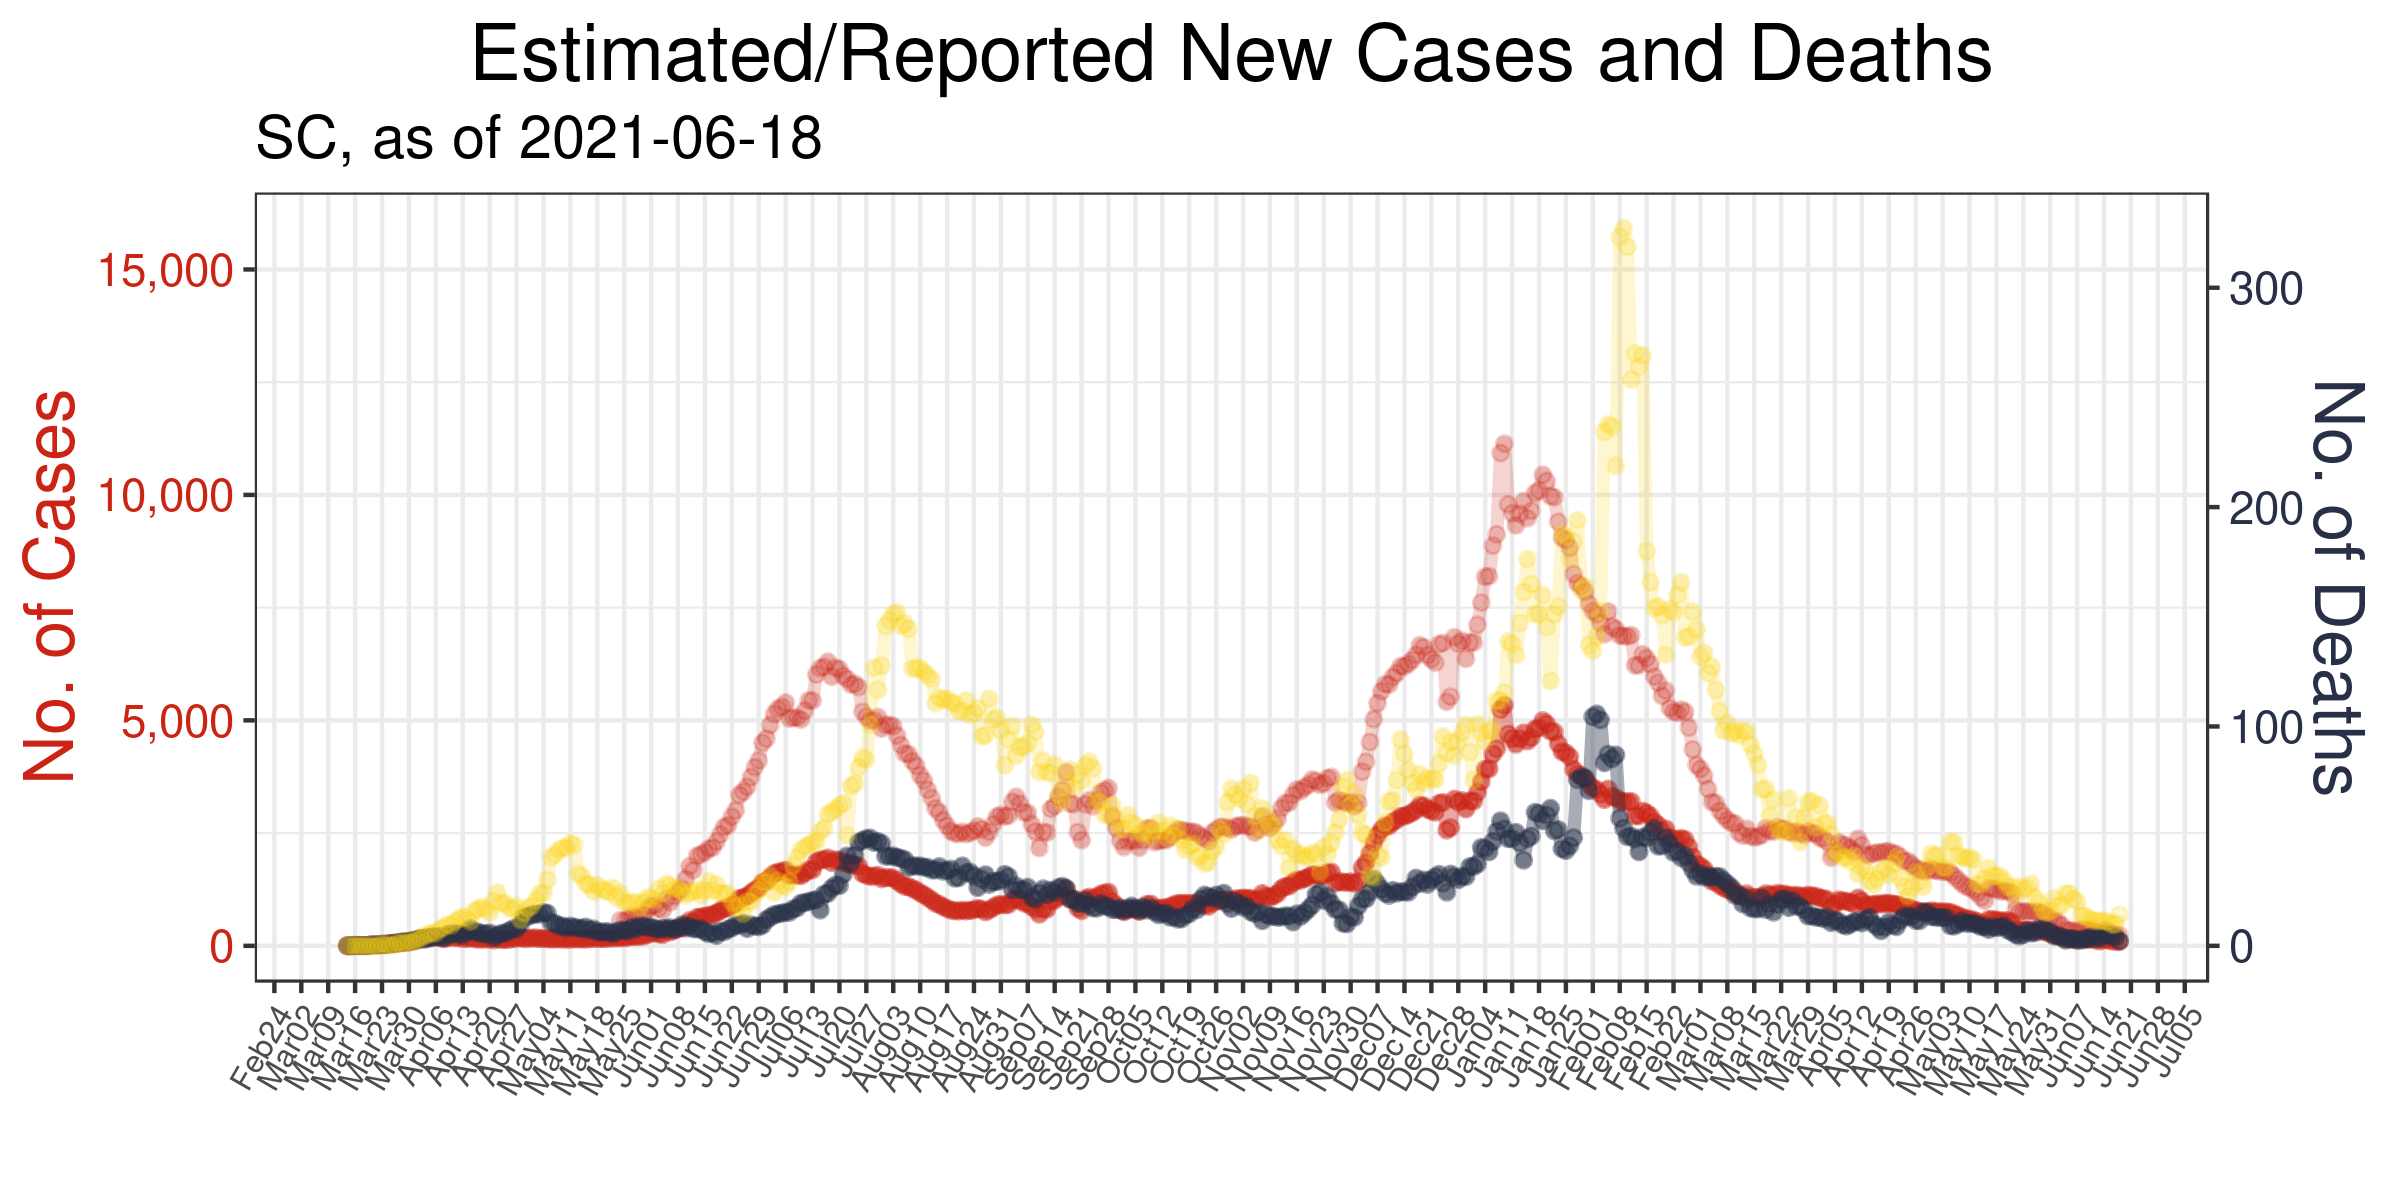 Estimated/Reported New Cases and Deaths
SC, as of 2021-06-18
No. of Cases
15,000
10,000
5,000
0
300
200
100
0
No. of Deaths
Feb24
Mar02
Mar09
Mar16
Mar23
Mar30
Apr06
Apr13
Apr20
Apr27
May04
May11
May18
May25
Jun01
Jun08
Jun15
Jun22
Jun29
Jul06
Jul13
Jul20
Jul27
Aug03
Aug10
Aug17
Aug24
Aug31
Sep07
Sep14
Sep21
Sep28
Oct05
Oct12
Oct19
Oct26
Nov02
Nov09
Nov16
Nov23
Nov30
Dec07
Dec14
Dec21
Dec28
Jan04
Jan11
Jan18
Jan25
Feb01
Feb08
Feb15
Feb22
Mar01
Mar08
Mar15
Mar22
Mar29
Apr05
Apr12
Apr19
Apr26
May03
May10
May17
May24
May31
Jun07
Jun14
Jun21
Jun28
Jul05